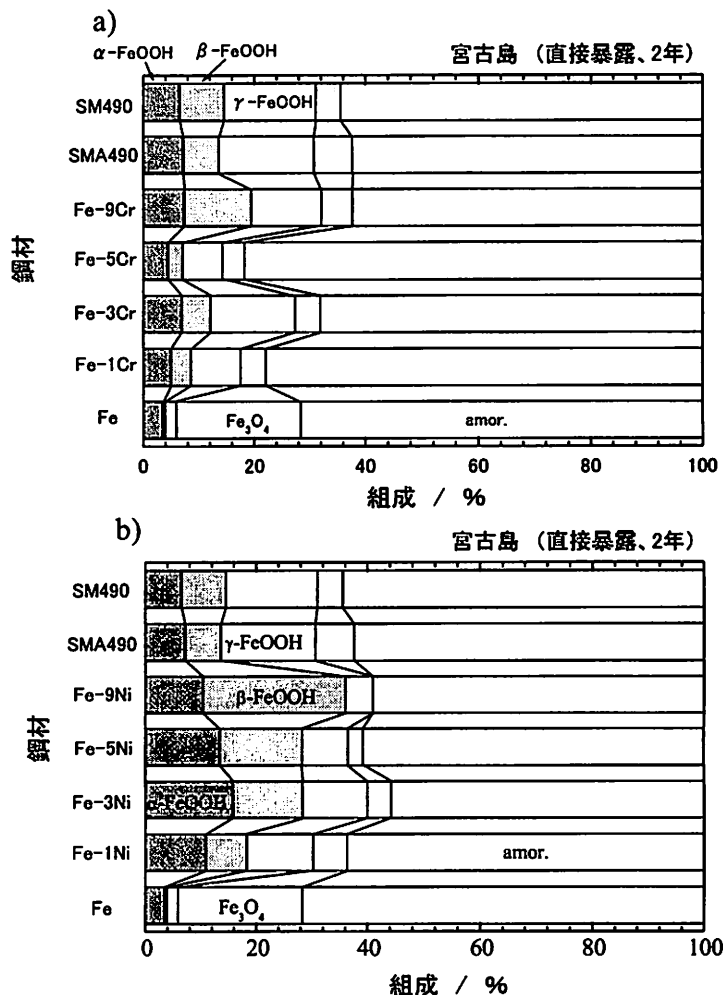 a)
α-FeOOH
β-FeOOH
宮古島 (直接暴露、2年)
SM490
γ-FeOOH
SMA490
Fe-9Cr
Fe-5Cr
Fe-3Cr
Fe-1Cr
Fe
Fe3O4
amor.
鋼材
0 20 40 60 80 100
組成 / %
b)
宮古島 (直接暴露、2年)
SM490
SMA490
γ-FeOOH
Fe-9Ni
β-FeOOH
Fe-5Ni
Fe-3Ni
α-FeOOH
Fe-1Ni
amor.
Fe
Fe3O4
鋼材
0 20 40 60 80 100
組成 / %